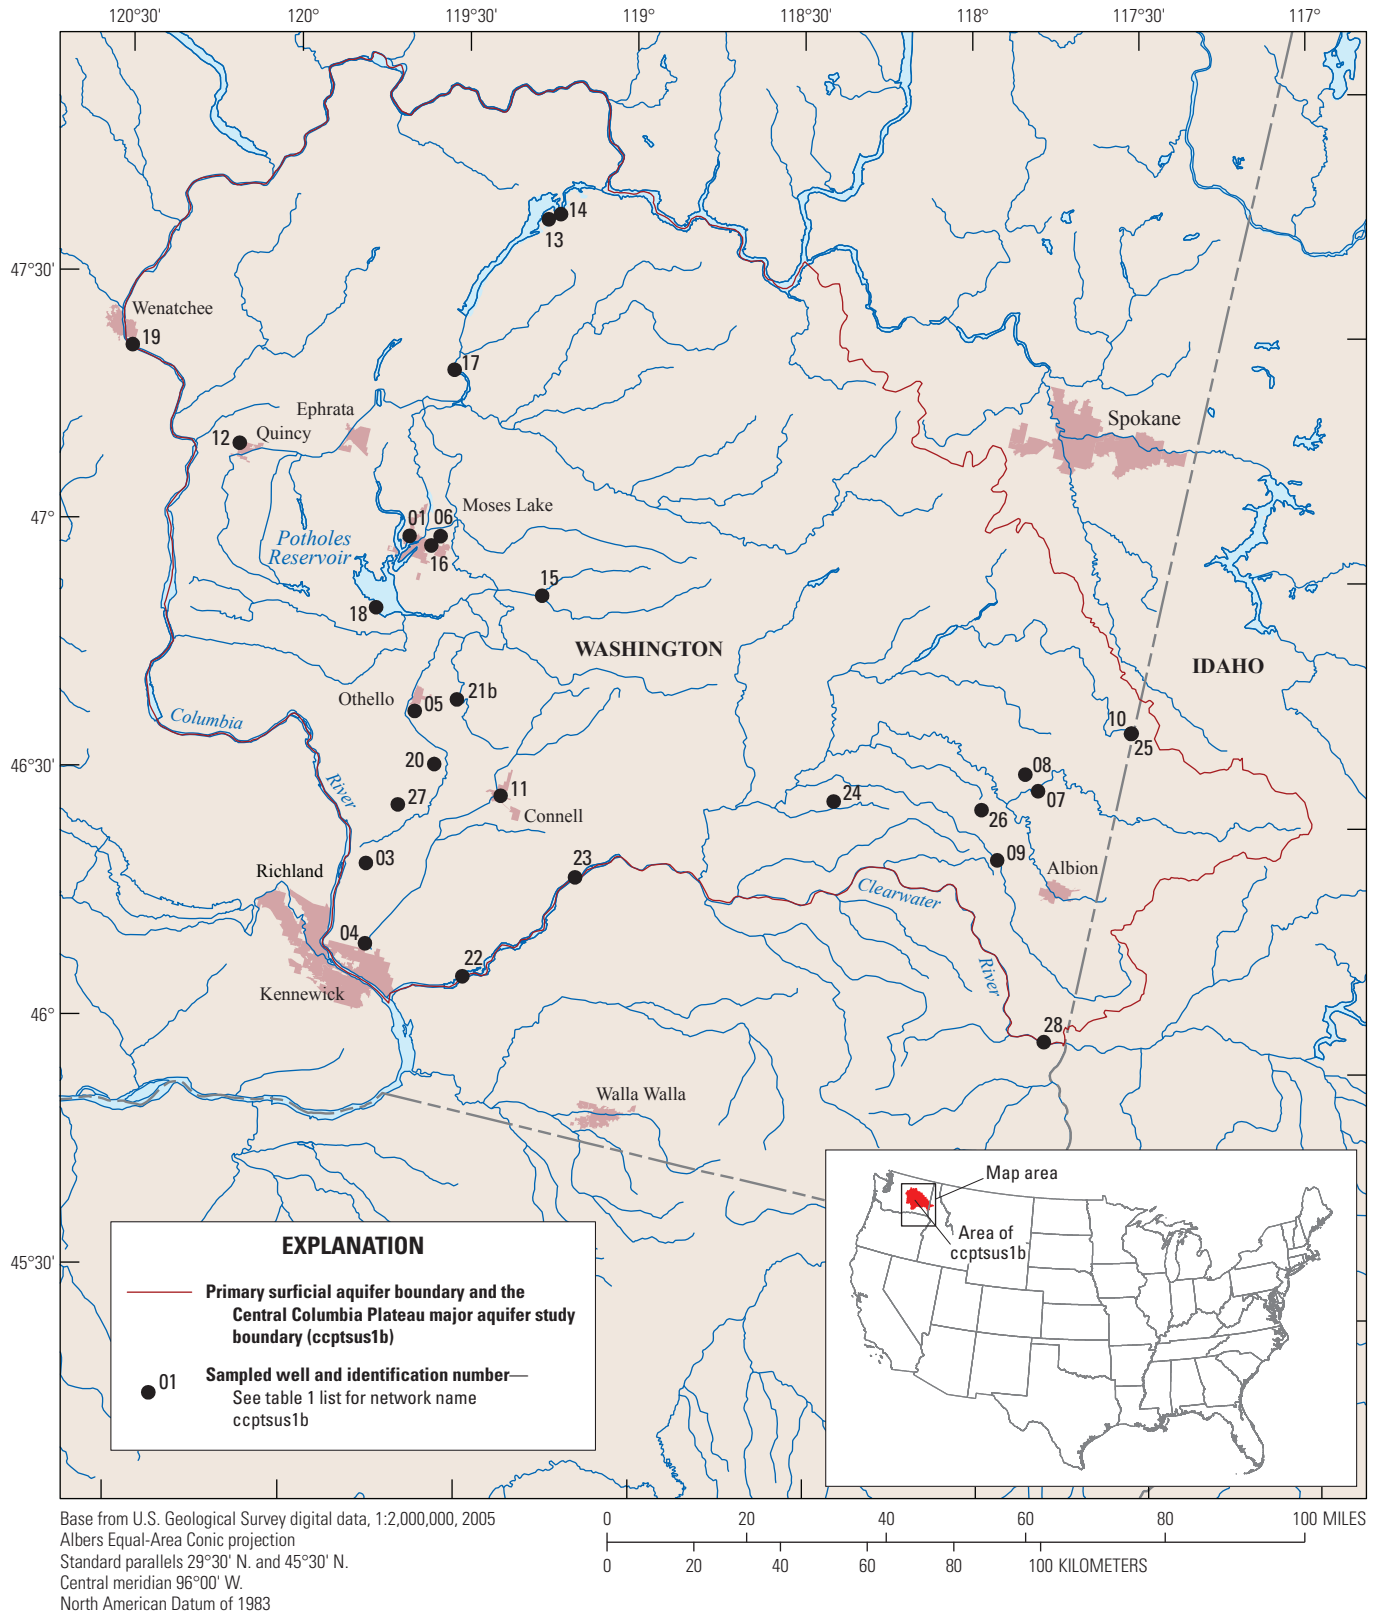 120°30' 120° 119°30' 119° 118°30' 118° 117°30' 117°
47°30'
47°
46°30'
46°
45°30'
14
13
Wenatchee
19
17
Ephrata
12
Quincy
Spokane
Moses Lake
01
06
Potholes
Reservoir
16
15
18
WASHINGTON
IDAHO
Othello
21b
05
Columbia
River
10
25
20
08
27
11
24
07
26
Connell
03
23
09
Richland
Albion
Clearwater
River
04
22
Kennewick
28
Walla Walla
Map area
Area of
ccptsus1b
EXPLANATION
Primary surficial aquifer boundary and the
Central Columbia Plateau major aquifer study
boundary (ccptsus1b)
01
Sampled well and identification number—
See table 1 list for network name
ccptsus1b
Base from U.S. Geological Survey digital data, 1:2,000,000, 2005
Albers Equal-Area Conic projection
Standard parallels 29°30' N. and 45°30' N.
Central meridian 96°00' W.
North American Datum of 1983
0 20 40 60 80 100 MILES
0 20 40 60 80 100 KILOMETERS